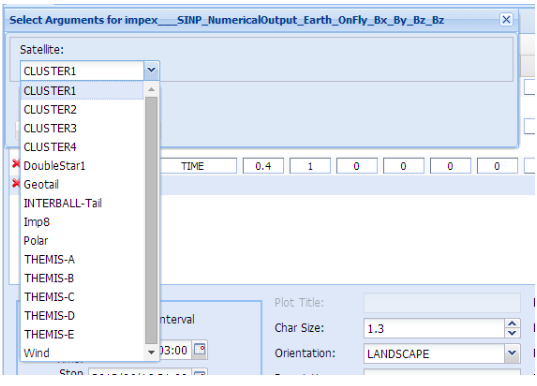 Select Arguments for impex___SINP_NumericalOutput_Earth_OnFly_Bx_By_Bz_Bz
Satellite:
CLUSTER1
CLUSTER1
CLUSTER2
CLUSTER3
CLUSTER4
DoubleStar1 TIME 0.4 1 0 0 0 0
Geotail
INTERBALL-Tail
Imp8
Polar
THEMIS-A
THEMIS-B
THEMIS-C Plot Title:
THEMIS-D nterval
THEMIS-E Char Size: 1.3
Wind 03:00 Orientation: LANDSCAPE
Stop